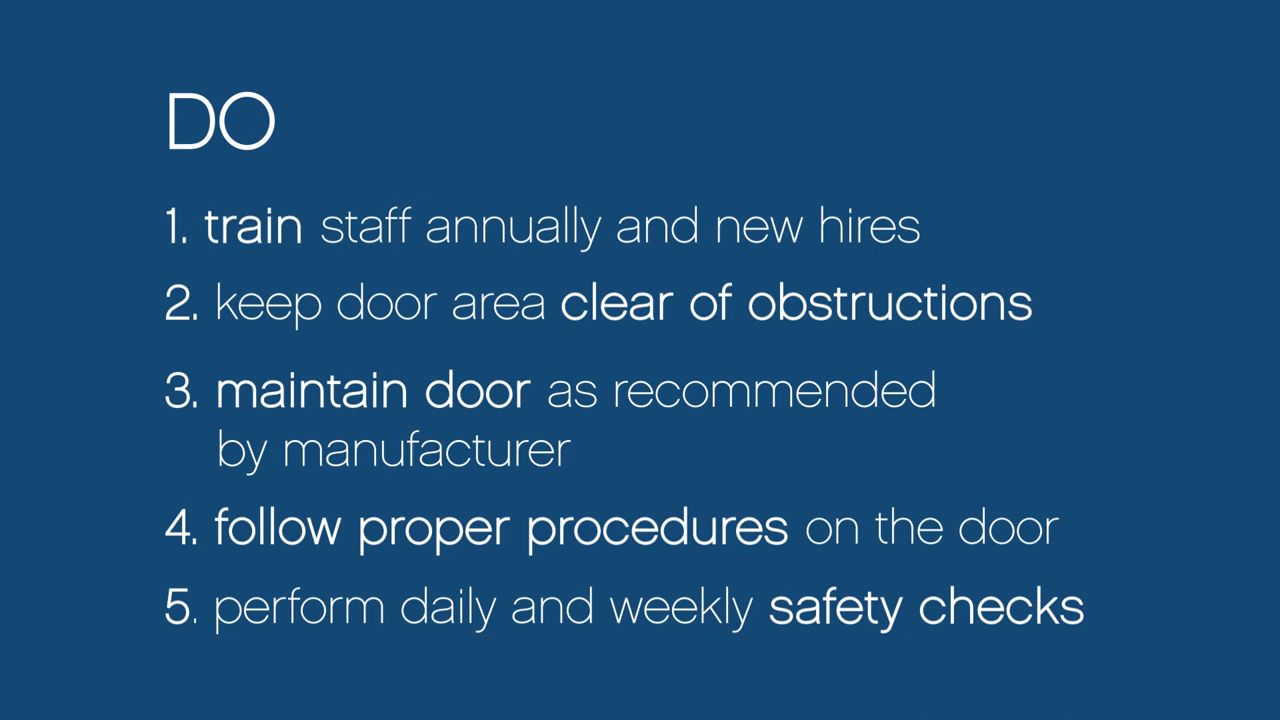 DO
1. train staff annually and new hires
2. keep door area clear of obstructions
3. maintain door as recommended
by manufacturer
4. follow proper procedures on the door
5. perform daily and weekly safety checks